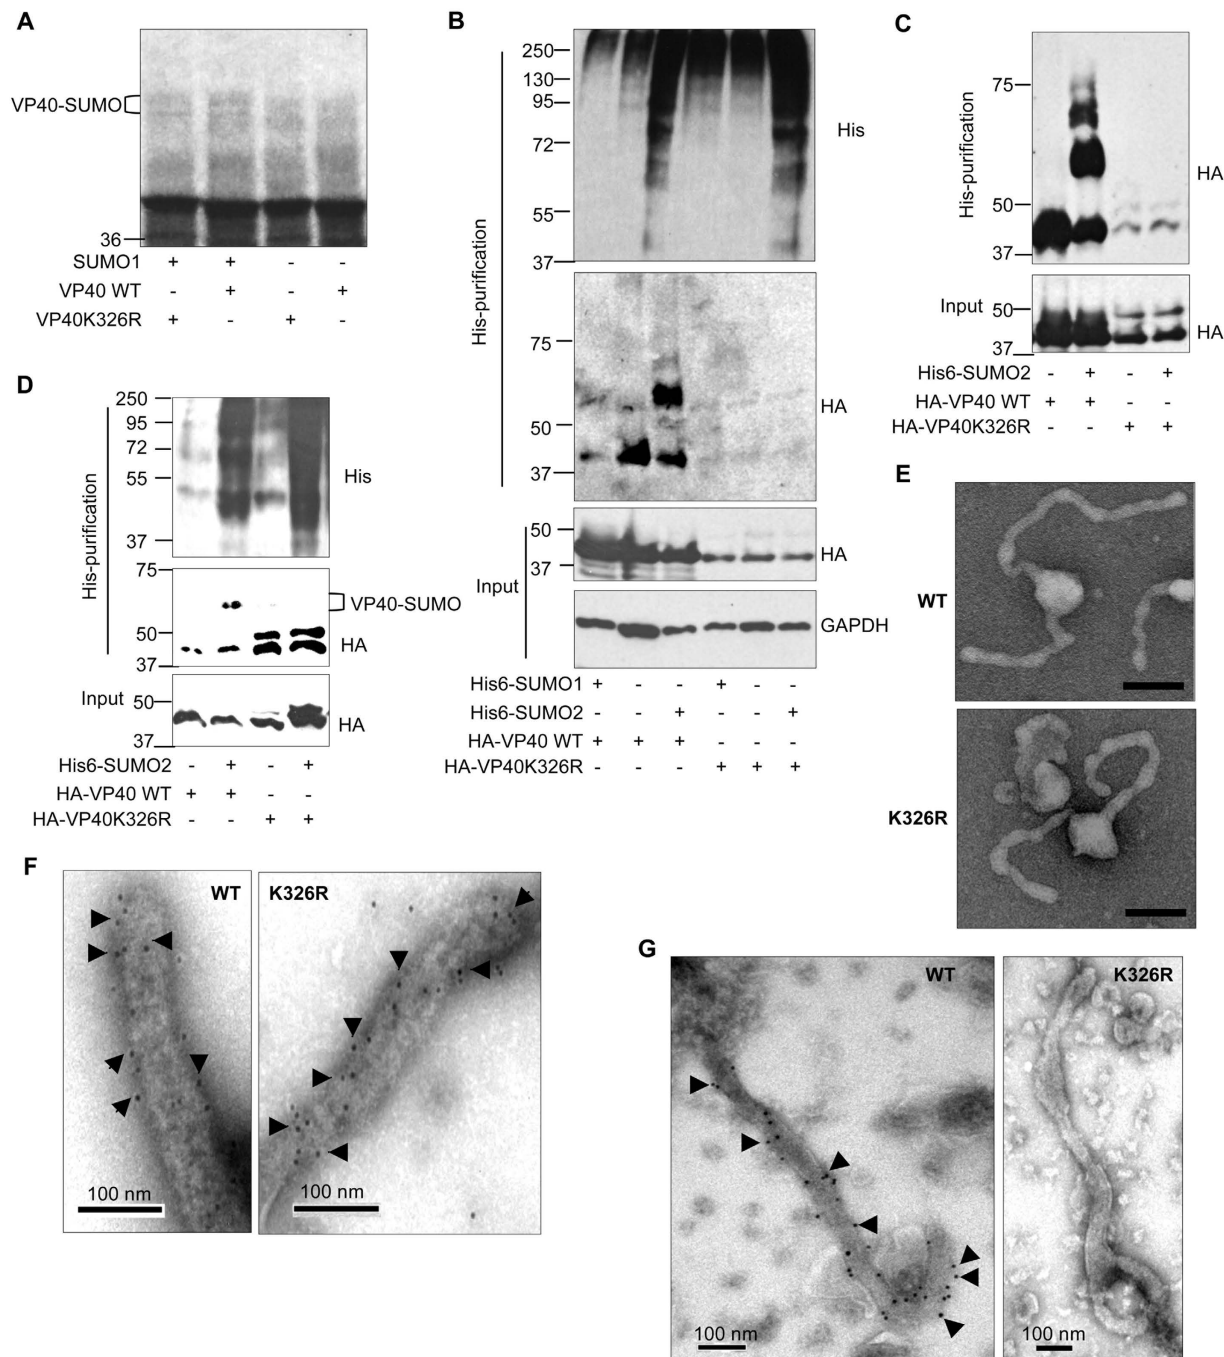 A
VP40-SUMO
36
SUMO1 + + - -
VP40 WT - + - +
VP40K326R + - + -
B
His-purification
250
130
95
72
55
37
His
75
50
37
HA
Input
50
37
HA
GAPDH
His6-SUMO1 + - - + - -
His6-SUMO2 - - + - - +
HA-VP40 WT + + + - - -
HA-VP40K326R - - - + + +
C
His-purification
75
50
37
HA
Input
50
37
HA
His6-SUMO2 - + - +
HA-VP40 WT + + - -
HA-VP40K326R - - + +
D
His-purification
250
95
72
55
37
His
75
VP40-SUMO
50
HA
37
Input
50
HA
37
His6-SUMO2 - + - +
HA-VP40 WT + + - -
HA-VP40K326R - - + +
E
WT
K326R
F
WT
K326R
100 nm
100 nm
G
WT
K326R
100 nm
100 nm